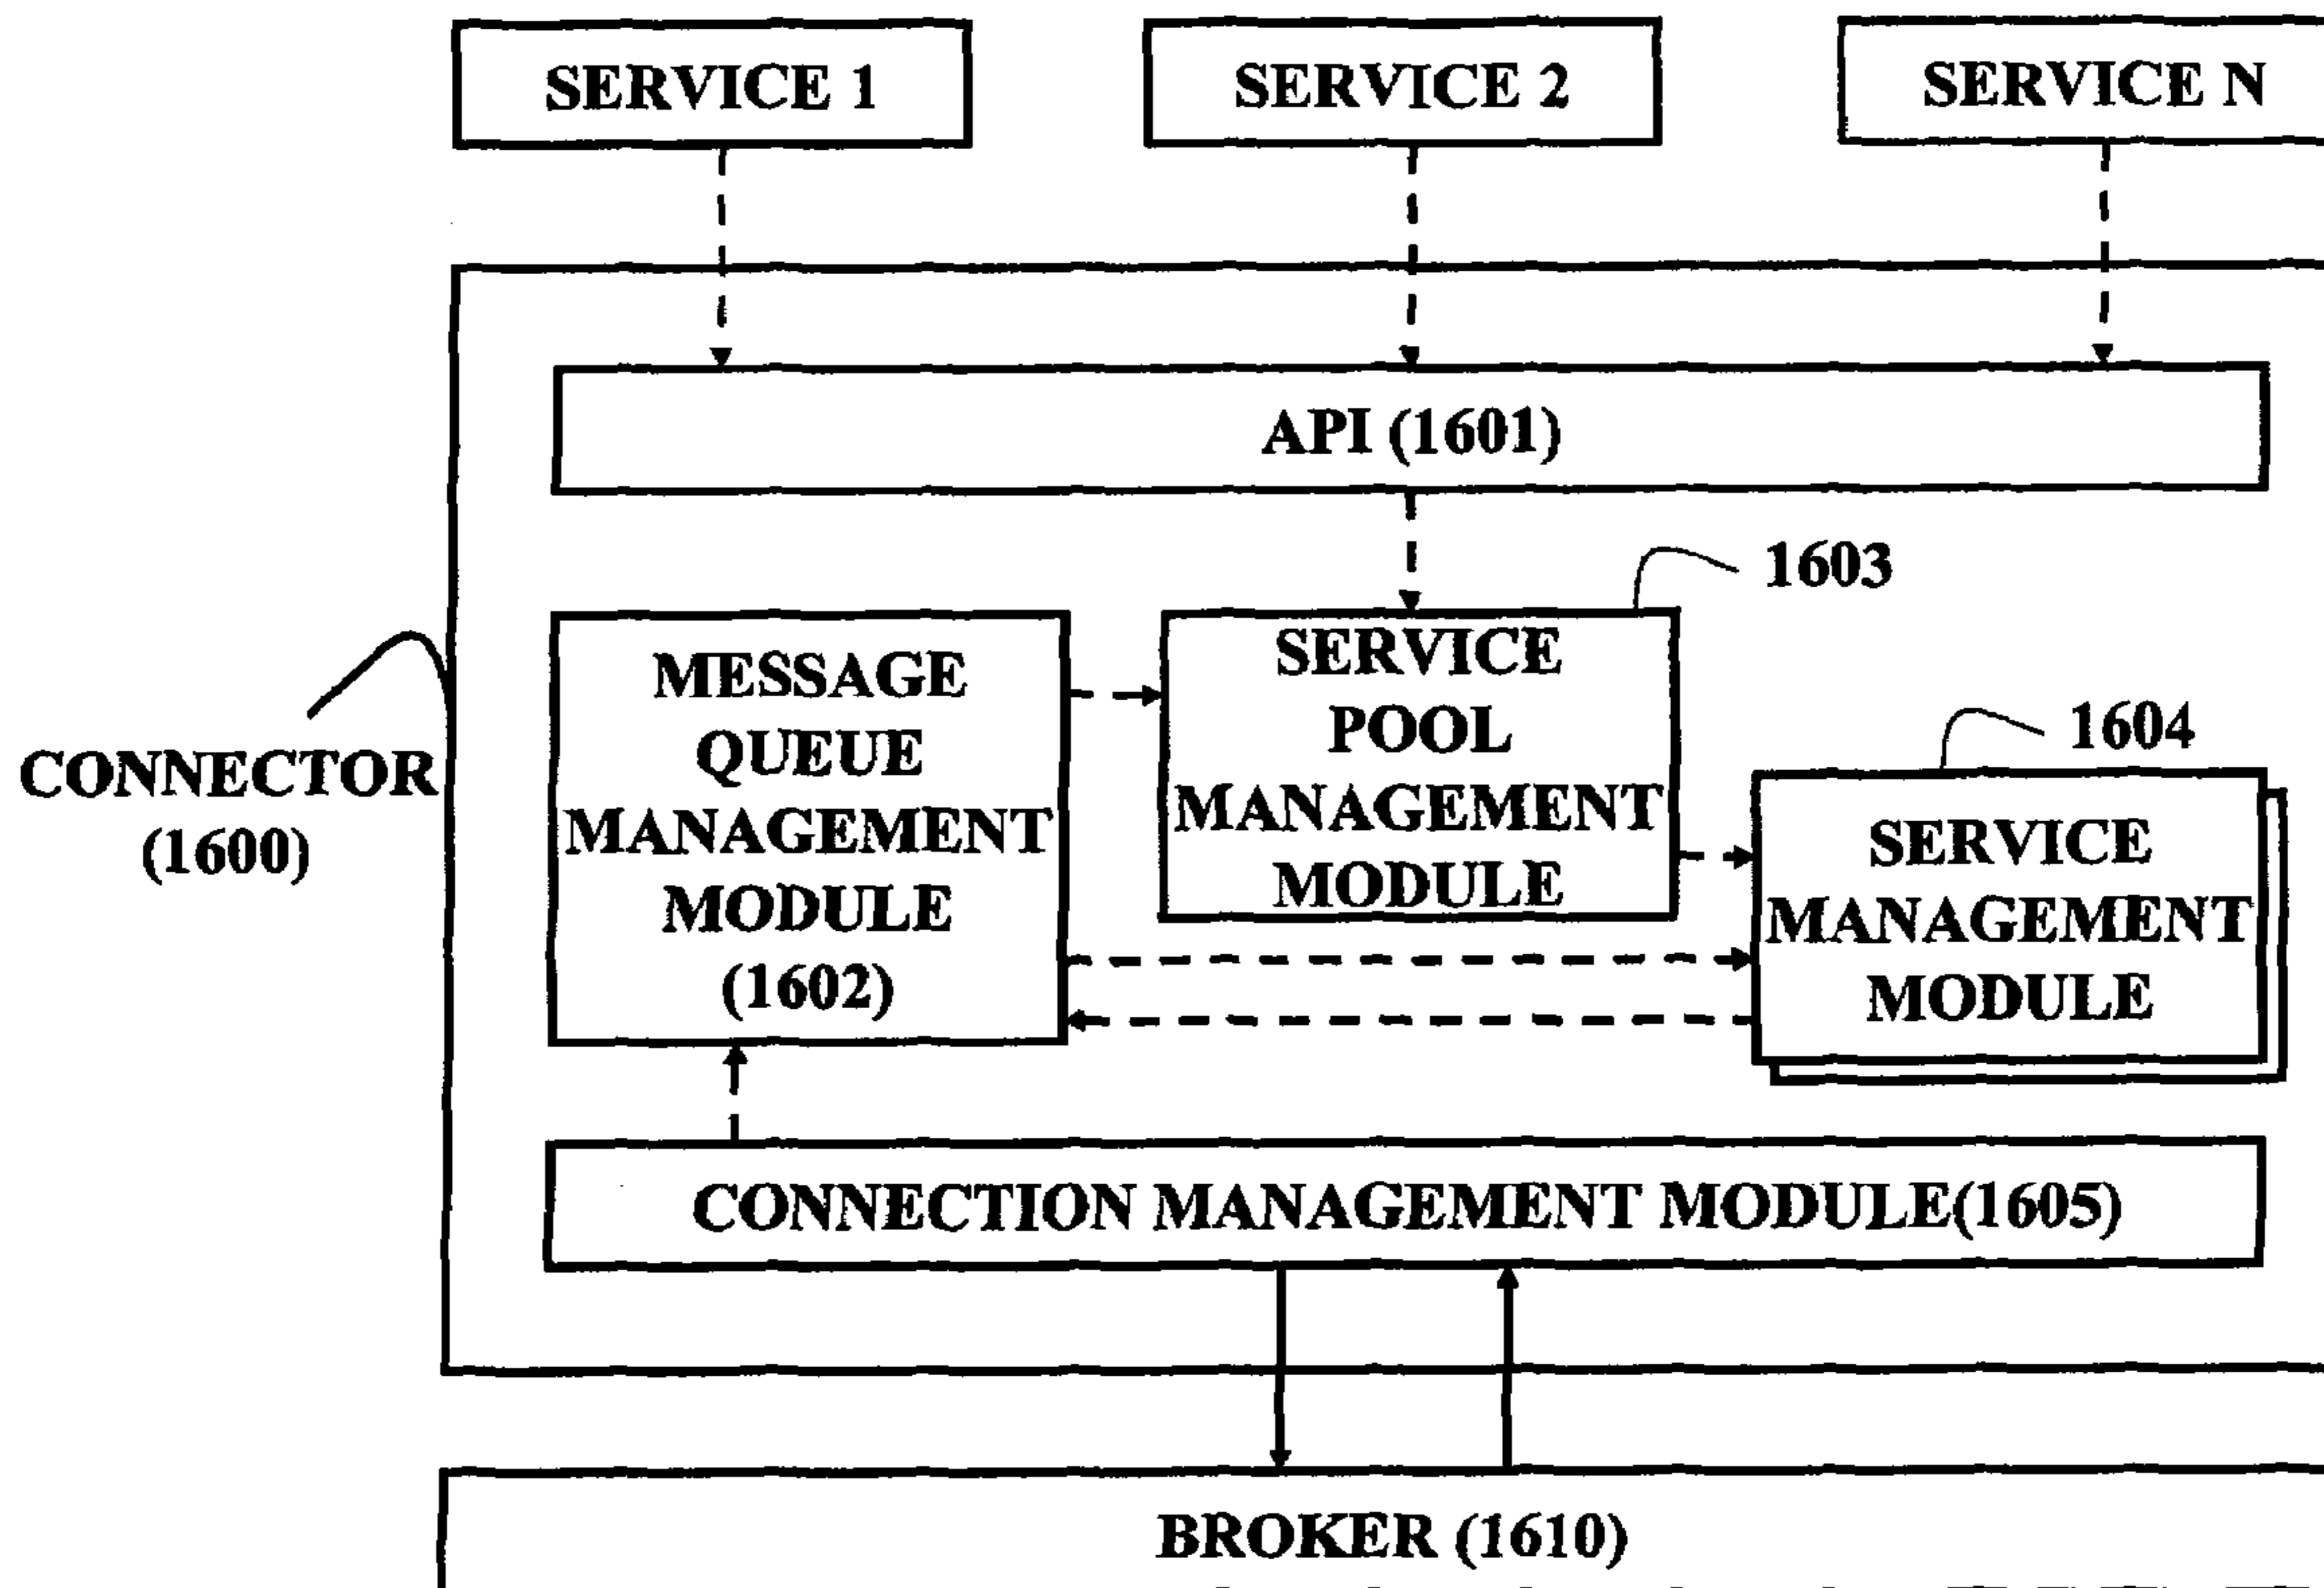 SERVICE 1
SERVICE 2
SERVICE N
API (1601)
1603
MESSAGE
QUEUE
MANAGEMENT
MODULE
(1602)
SERVICE
POOL
MANAGEMENT
MODULE
1604
SERVICE
MANAGEMENT
MODULE
CONNECTOR
(1600)
CONNECTION MANAGEMENT MODULE(1605)
BROKER (1610)